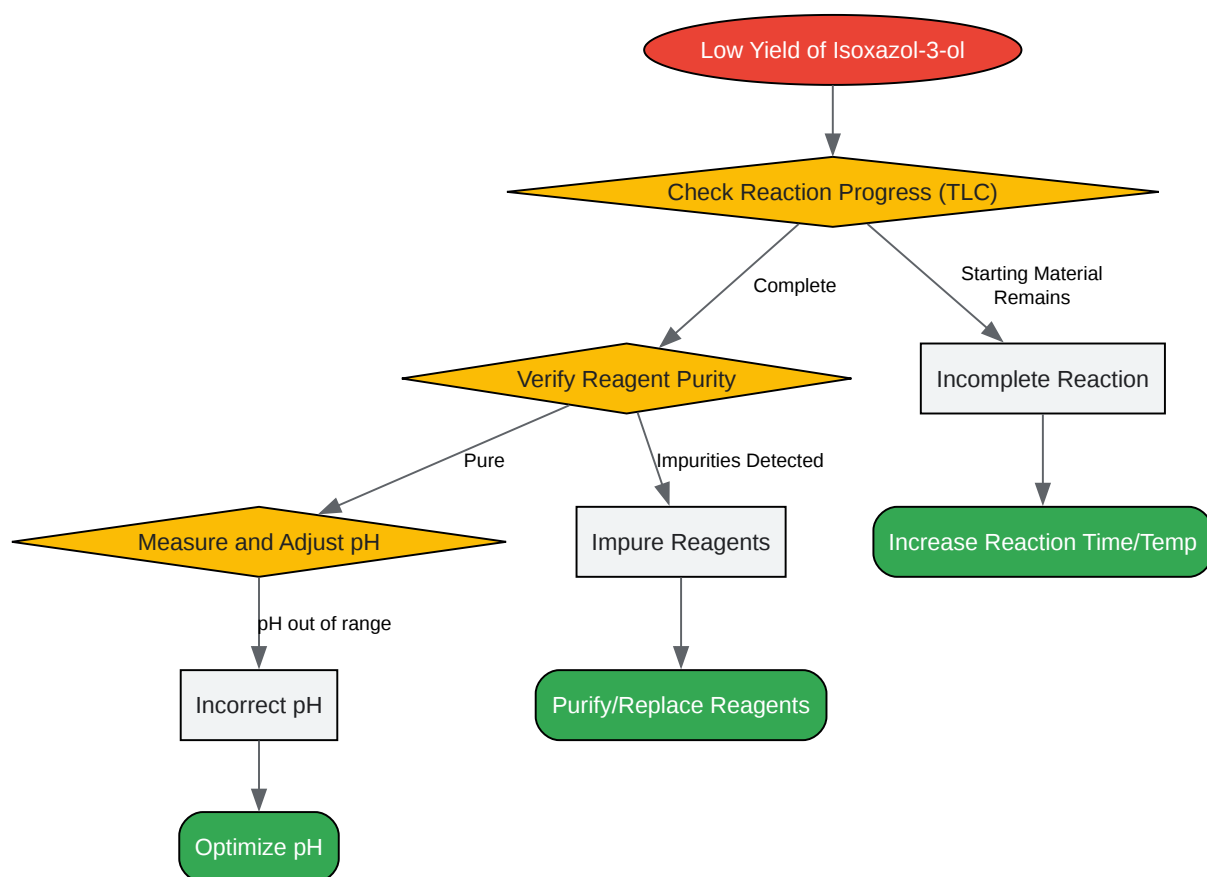 Low Yield of Isoxazol-3-ol
Check Reaction Progress (TLC)
Complete
Starting Material
Remains
Verify Reagent Purity
Incomplete Reaction
Pure
Impurities Detected
Measure and Adjust pH
Impure Reagents
Increase Reaction Time/Temp
pH out of range
Incorrect pH
Purify/Replace Reagents
Optimize pH